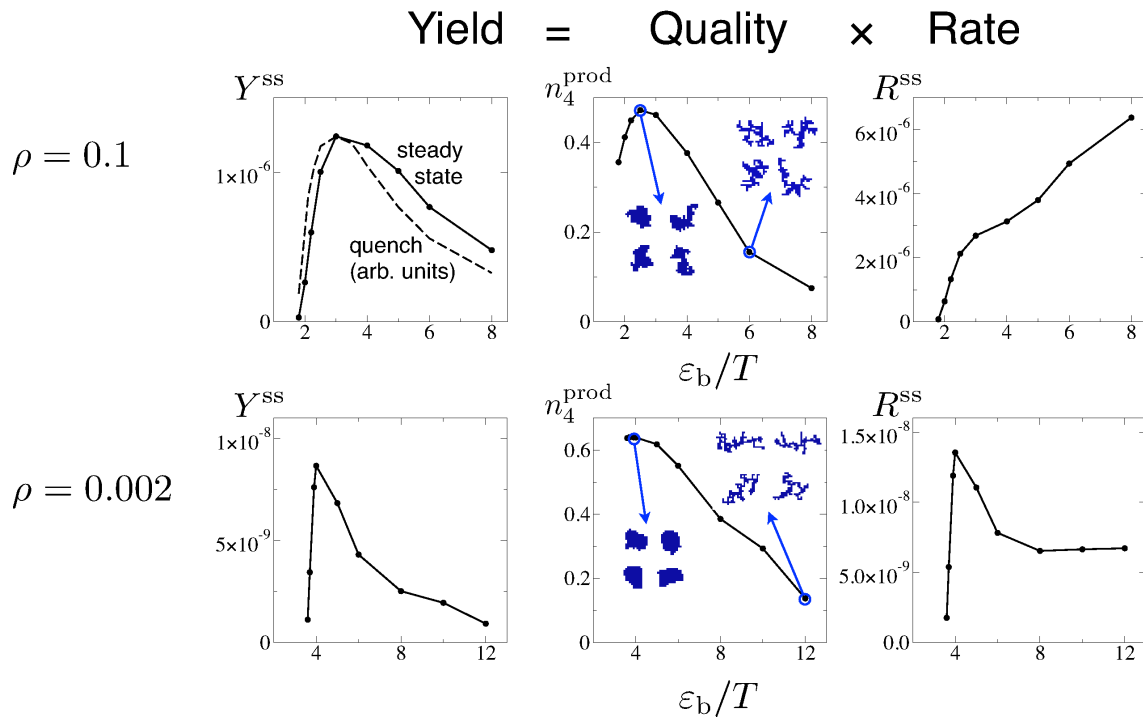 Yield = Quality × Rate
ρ = 0.1
Y^ss
1×10^-6
0
2 4 6 8
steady
state
quench
(arb. units)
n_4^prod
0.4
0.2
0
2 4 6 8
ε_b/T
R^ss
6×10^-6
4×10^-6
2×10^-6
0
2 4 6 8
ρ = 0.002
Y^ss
1×10^-8
5×10^-9
0
4 8 12
n_4^prod
0.6
0.4
0.2
0
4 8 12
ε_b/T
R^ss
1.5×10^-8
1.0×10^-8
5.0×10^-9
0.0
4 8 12